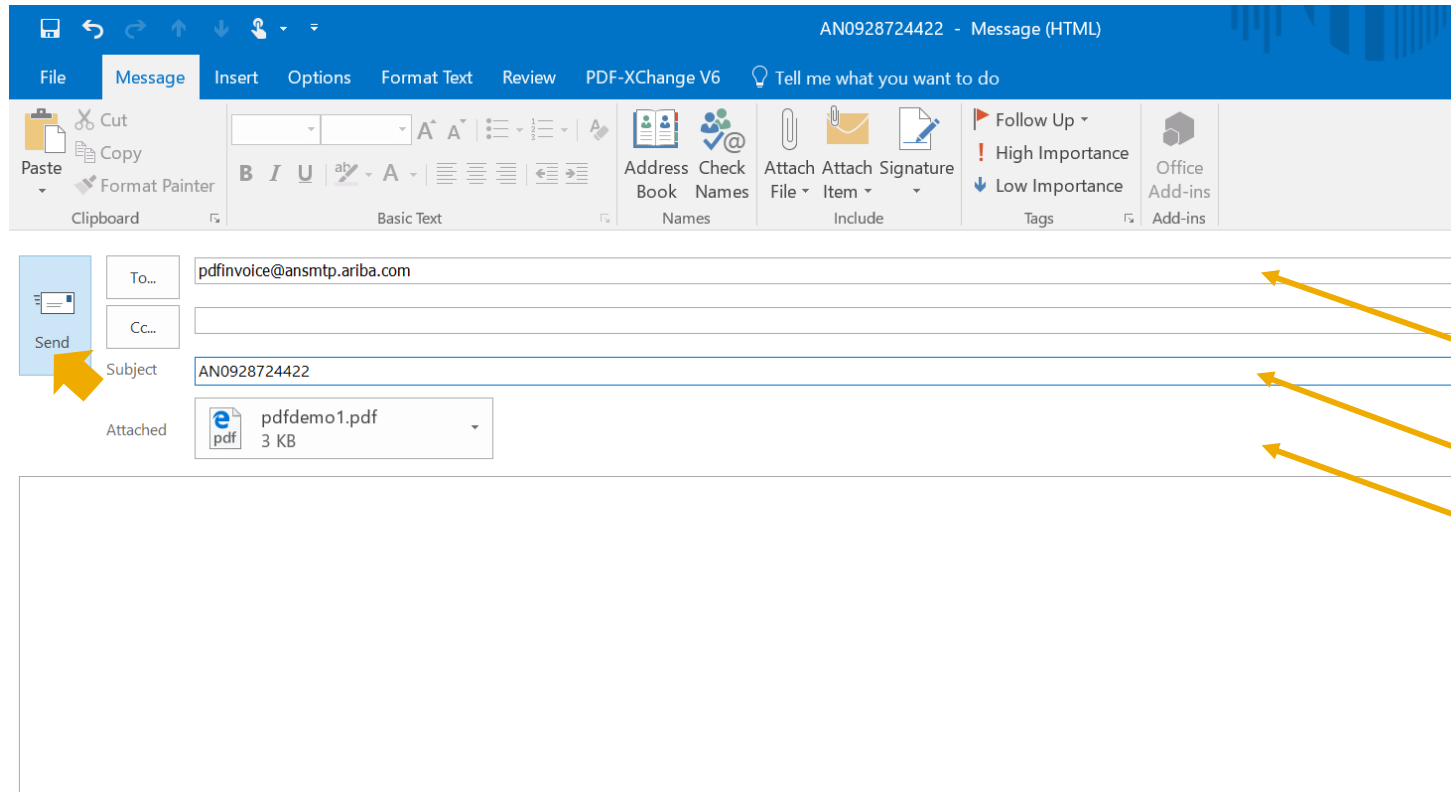 AN0928724422 - Message (HTML)
File Message Insert Options Format Text Review PDF-XChange V6 Tell me what you want to do
Paste
Cut
Copy
Format Painter
Clipboard
B I U aby A
Basic Text
Address Book
Check Names
Names
Attach File
Attach Item
Signature
Include
Follow Up
High Importance
Low Importance
Tags
Office Add-ins
Add-ins
Send
To...
pdfinvoice@ansmtp.ariba.com
Cc...
Subject
AN0928724422
Attached
pdf
pdfdemo1.pdf
3 KB